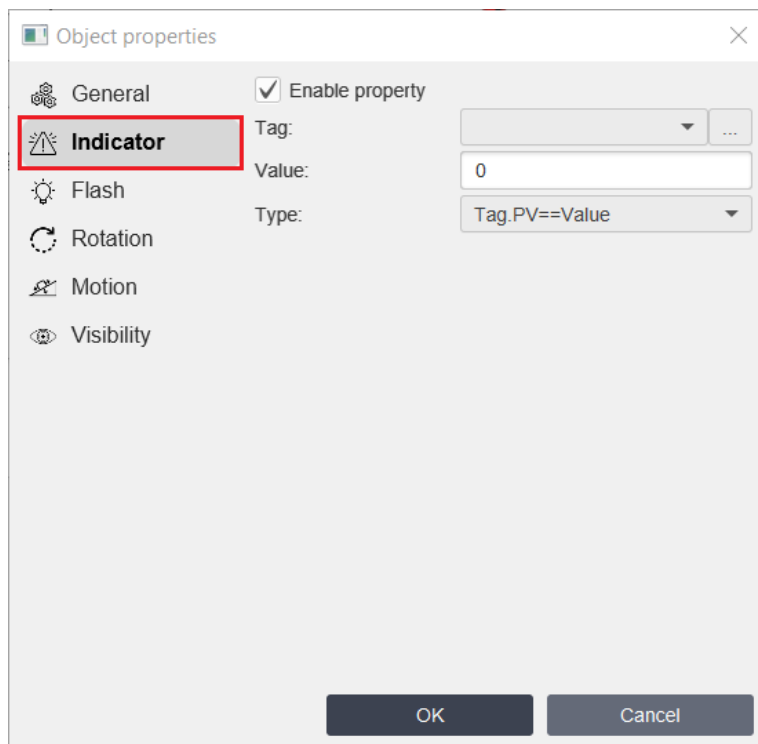 Object properties
General
Indicator
Flash
Rotation
Motion
Visibility
Enable property
Tag:
...
Value:
0
Type:
Tag.PV==Value
OK
Cancel